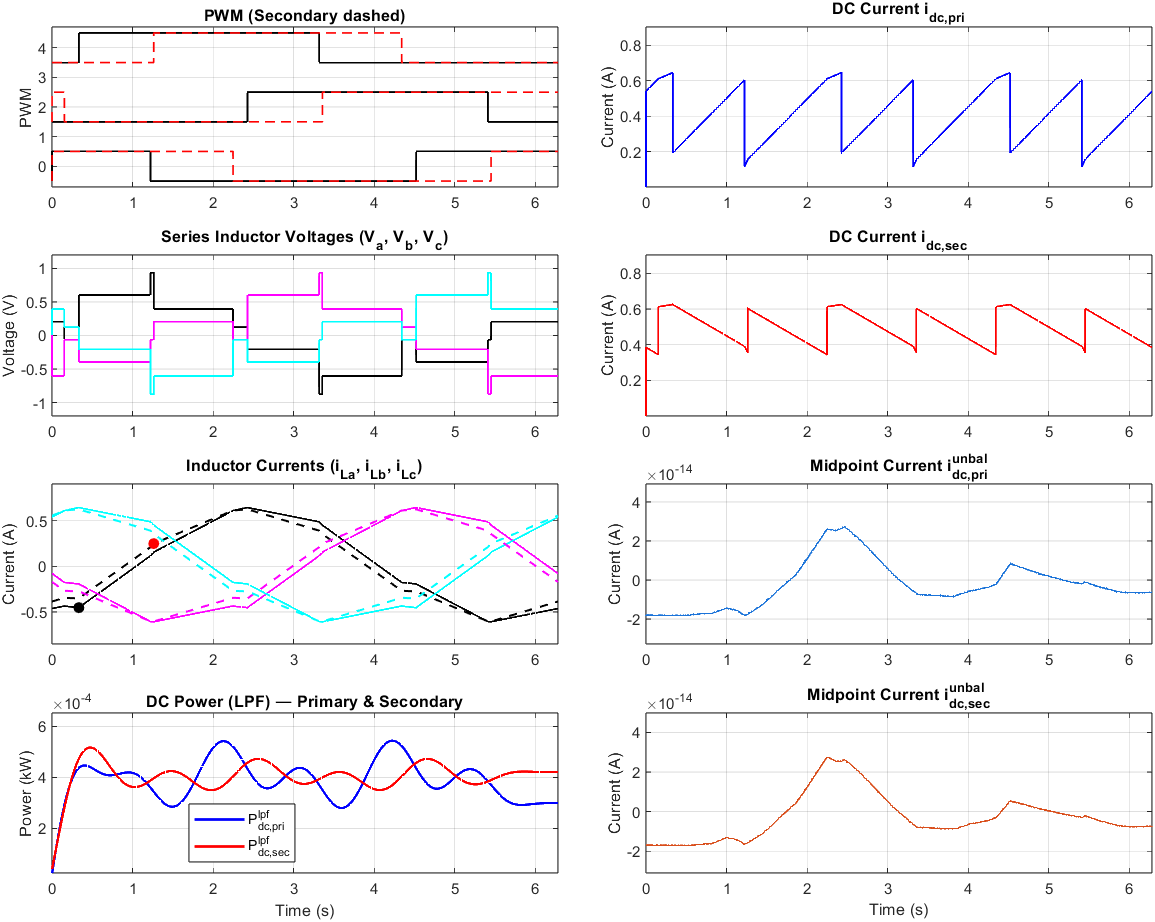 PWM (Secondary dashed)
PWM
4
3
2
1
0
0 1 2 3 4 5 6
DC Current i_dc,pri
Current (A)
0.8
0.6
0.4
0.2
0 1 2 3 4 5 6
Series Inductor Voltages (V_a, V_b, V_c)
Voltage (V)
1
0.5
0
-0.5
-1
0 1 2 3 4 5 6
DC Current i_dc,sec
Current (A)
0.8
0.6
0.4
0.2
0 1 2 3 4 5 6
Inductor Currents (i_La, i_Lb, i_Lc)
Current (A)
0.5
0
-0.5
0 1 2 3 4 5 6
Midpoint Current i_dc,pri^unbal
×10^-14
Current (A)
4
2
0
-2
0 1 2 3 4 5 6
DC Power (LPF) — Primary & Secondary
×10^-4
Power (kW)
6
4
2
P_dc,pri^lpf
P_dc,sec^lpf
0 1 2 3 4 5 6
Time (s)
Midpoint Current i_dc,sec^unbal
×10^-14
Current (A)
4
2
0
-2
0 1 2 3 4 5 6
Time (s)